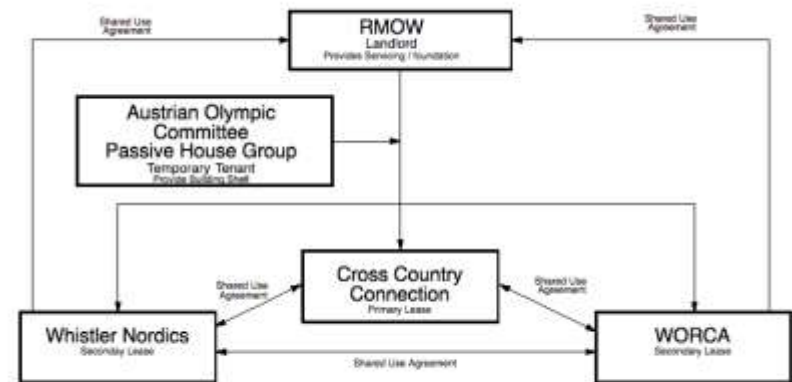 Shared Use
Agreement
RMOW
Landlord
Provides Servicing / foundation
Shared Use
Agreement
Austrian Olympic
Committee
Passive House Group
Temporary Tenant
Provide Building Shell
Cross Country
Connection
Primary Lease
Shared Use
Agreement
Shared Use
Agreement
Whistler Nordics
Seconday Lease
Shared Use Agreement
WORCA
Secondary Lease